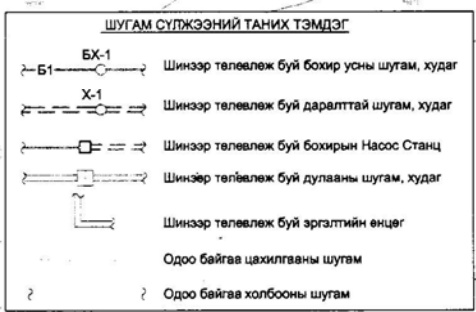 ШУГАМ СҮЛЖЭЭНИЙ ТАНИХ ТЭМДЭГ
БХ-1
Б1 Шинээр төлөвлөж буй бохир усны шугам, худаг
Х-1
Шинээр төлөвлөж буй даралттай шугам, худаг
Шинээр төлөвлөж буй бохирын Насос Станц
Шинээр төлөвлөж буй дулааны шугам, худаг
Шинээр төлөвлөж буй эргэлтийн өнцөг
Одоо байгаа цахилгааны шугам
Одоо байгаа холбооны шугам